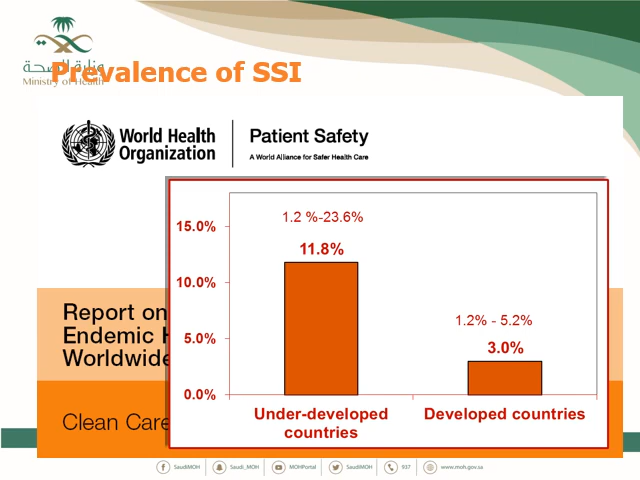 وزارة الصحة
Prevalence of SSI
Ministry of Health
World Health
Organization
Patient Safety
A World Alliance for Safer Health Care
1.2 %-23.6%
15.0%
11.8%
10.0%
1.2% - 5.2%
5.0%
3.0%
0.0%
Under-developed
countries
Developed countries
Report on
Endemic H
Worldwide
Clean Care
SaudiMOH
Saudi_MOH
MOHPortal
SaudiMOH
937
www.moh.gov.sa